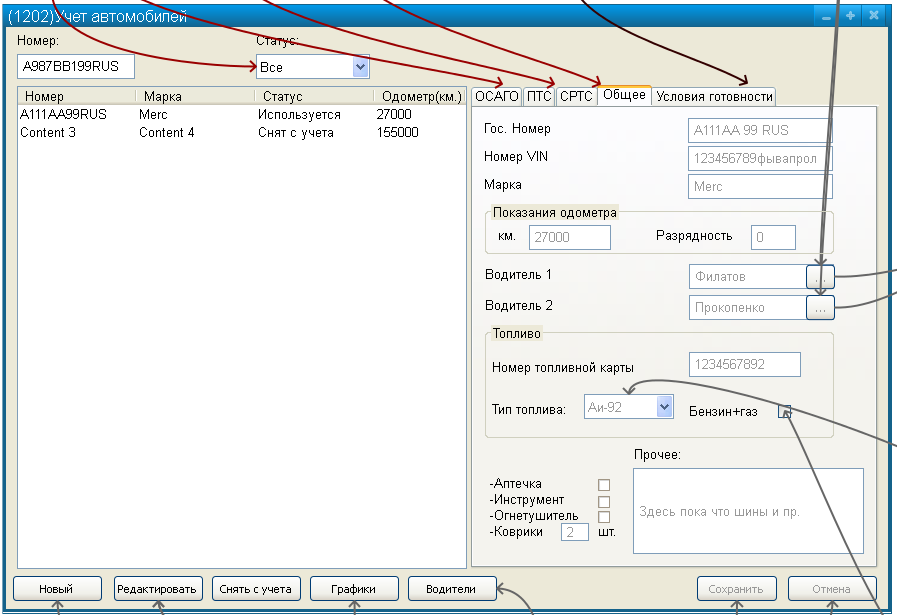 (1202)Учет автомобилей
Номер: Статус:
A987BB199RUS Все
Номер Марка Статус Одометр(км.)
A111AA99RUS Merc Используется 27000
Content 3 Content 4 Снят с учета 155000
ОСАГО ПТС СРТС Общее Условия готовности
Гос. Номер A111AA 99 RUS
Номер VIN 123456789фывапрол
Марка Merc
Показания одометра
км. 27000 Разрядность 0
Водитель 1 Филатов ...
Водитель 2 Прокопенко ...
Топливо
Номер топливной карты 1234567892
Тип топлива: Аи-92 Бензин+газ
Прочее:
-Аптечка
-Инструмент
-Огнетушитель
-Коврики 2 шт.
Здесь пока что шины и пр.
Новый Редактировать Снять с учета Графики Водители Сохранить Отмена